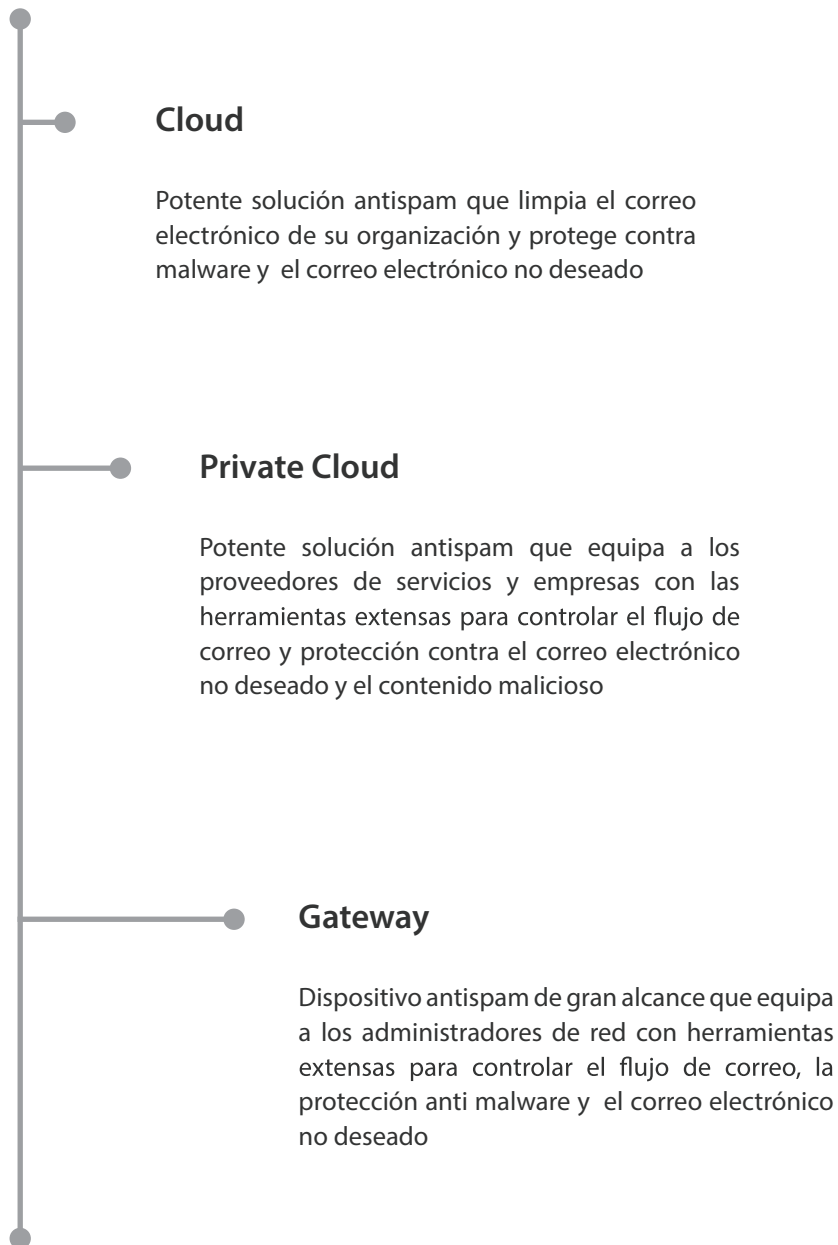 Cloud
Potente solución antispam que limpia el correo
electrónico de su organización y protege contra
malware y el correo electrónico no deseado
Private Cloud
Potente solución antispam que equipa a los
proveedores de servicios y empresas con las
herramientas extensas para controlar el flujo de
correo y protección contra el correo electrónico
no deseado y el contenido malicioso
Gateway
Dispositivo antispam de gran alcance que equipa
a los administradores de red con herramientas
extensas para controlar el flujo de correo, la
protección anti malware y el correo electrónico
no deseado